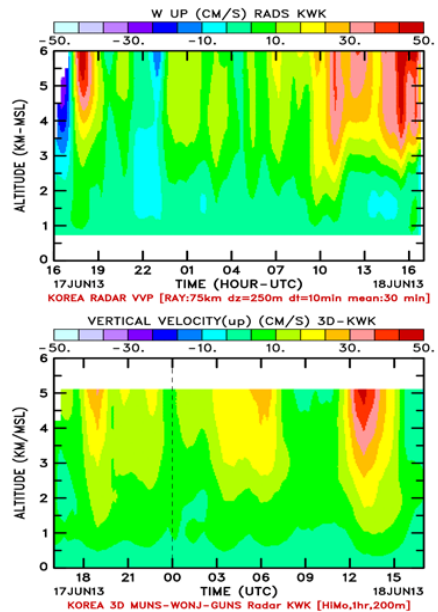 W UP (CM/S) RADS KWK
-50. -30. -10. 10. 30. 50.
6
5
4
3
2
1
0
ALTITUDE (KM-MSL)
16 19 22 01 04 07 10 13 16
17JUN13 TIME (HOUR-UTC) 18JUN13
KOREA RADAR VVP [RAY:75km dz=250m dt=10min mean:30 min]
VERTICAL VELOCITY(up) (CM/S) 3D-KWK
-50. -30. -10. 10. 30. 50.
6
5
4
3
2
1
0
ALTITUDE (KM/MSL)
18 21 00 03 06 09 12 15
17JUN13 TIME (UTC) 18JUN13
KOREA 3D MUNS-WONJ-GUNS Radar KWK [HiMo,1hr,200m]